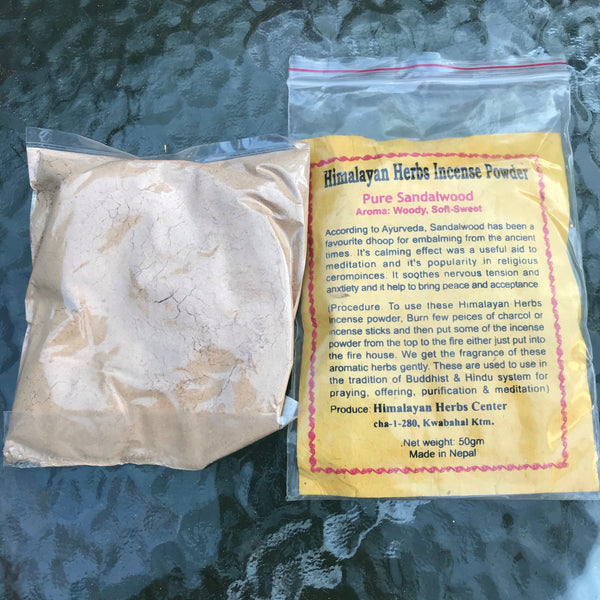 Himalayan Herbs Incense Powder
Pure Sandalwood
Aroma: Woody, Soft-Sweet
According to Ayurveda, Sandalwood has been a
favourite dhoop for embalming from the ancient
times. It's calming effect was a useful aid to
meditation and it's popularity in religious
ceromoinces. It soqthes nervous tension and
anxtiety and it help to bring peace and acceptance
(Procedure. To use these Himalayan Herbs
Incense powder, Burn few peices of charcol or
incense sticks and then put some of the incense
powder from the top to the fire either just put into
the fire house. We get the fragrance of these
aromatic herbs gently. These are used to use in
the tradition of Buddhist & Hindu system for
praying, offering, purification & meditation)
Produce: Himalayan Herbs Center
cha-1-280, Kwabahal Ktm.
Net weight: 50gm
Made in Nepal